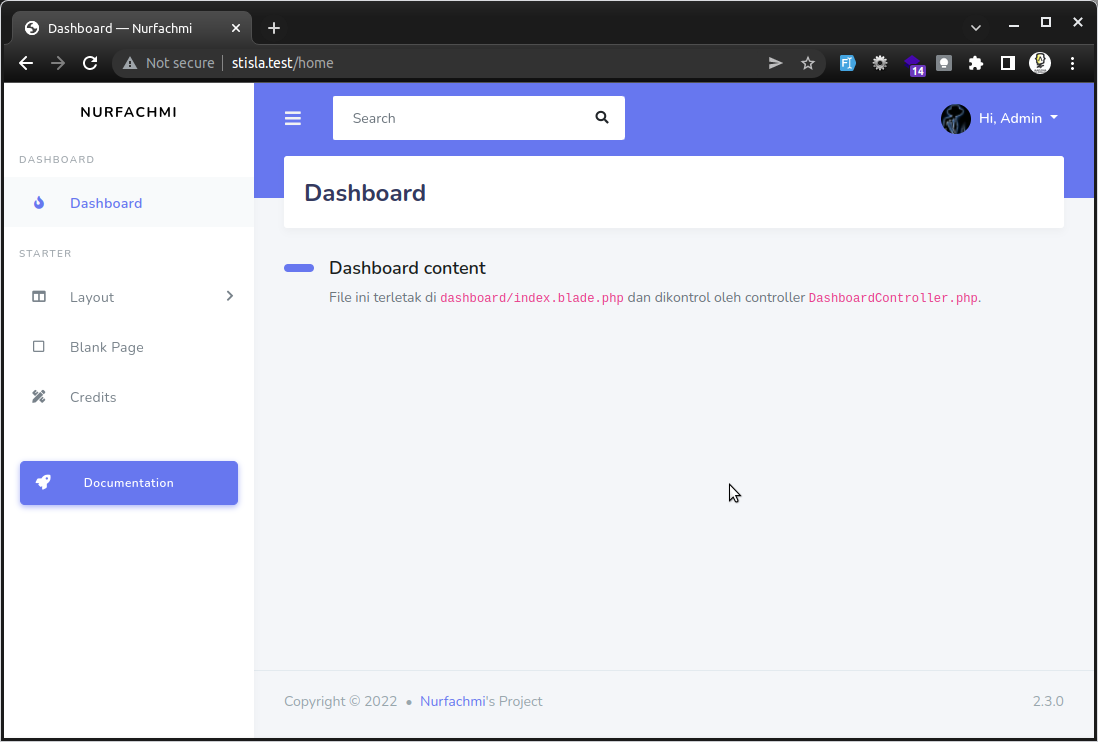 Dashboard — Nurfachmi
Not secure
stisla.test/home
14
NURFACHMI
Search
Hi, Admin
DASHBOARD
Dashboard
STARTER
Layout
Blank Page
Credits
Documentation
Dashboard
Dashboard content
File ini terletak di dashboard/index.blade.php dan dikontrol oleh controller DashboardController.php.
Copyright © 2022 • Nurfachmi's Project
2.3.0